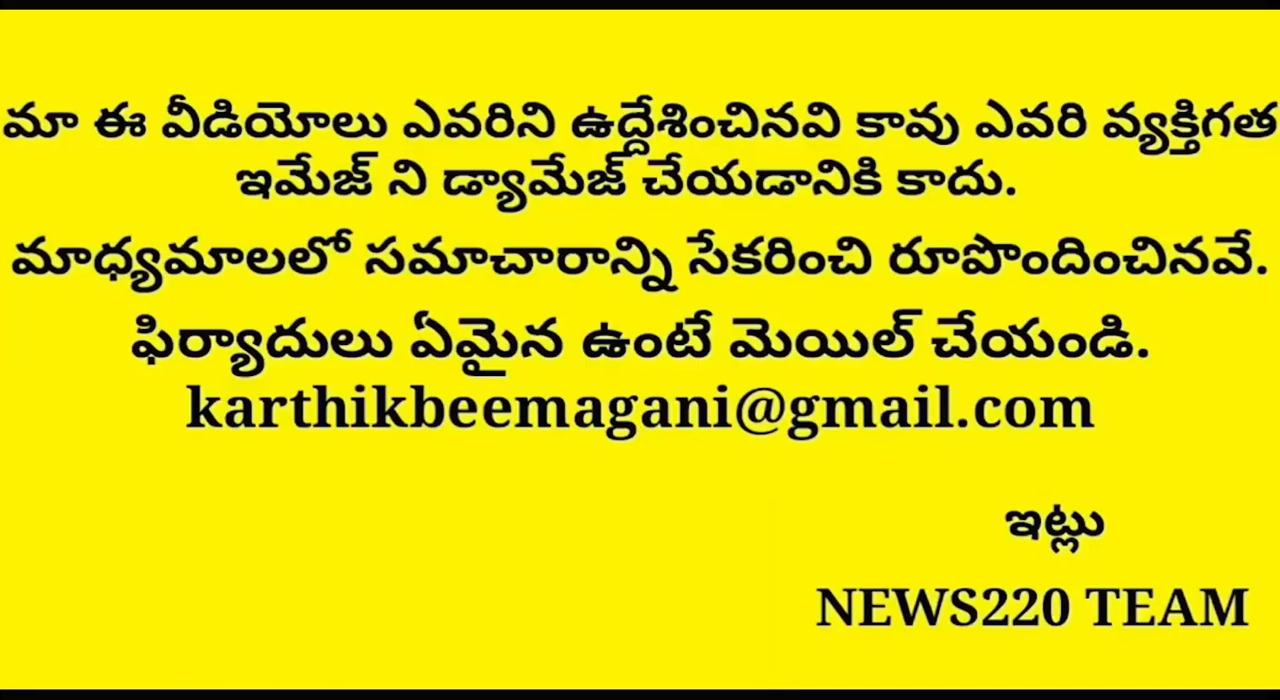 మా ఈ వీడియోలు ఎవరిని ఉద్దేశించినవి కావు ఎవరి వ్యక్తిగత
ఇమేజ్ ని డ్యామేజ్ చేయడానికి కాదు.
మాధ్యమాలలో సమాచారాన్ని సేకరించి రూపొందించినవే.
ఫిర్యాదులు ఏమైన ఉంటే మెయిల్ చేయండి.
karthikbeemagani@gmail.com
ఇట్లు
NEWS220 TEAM